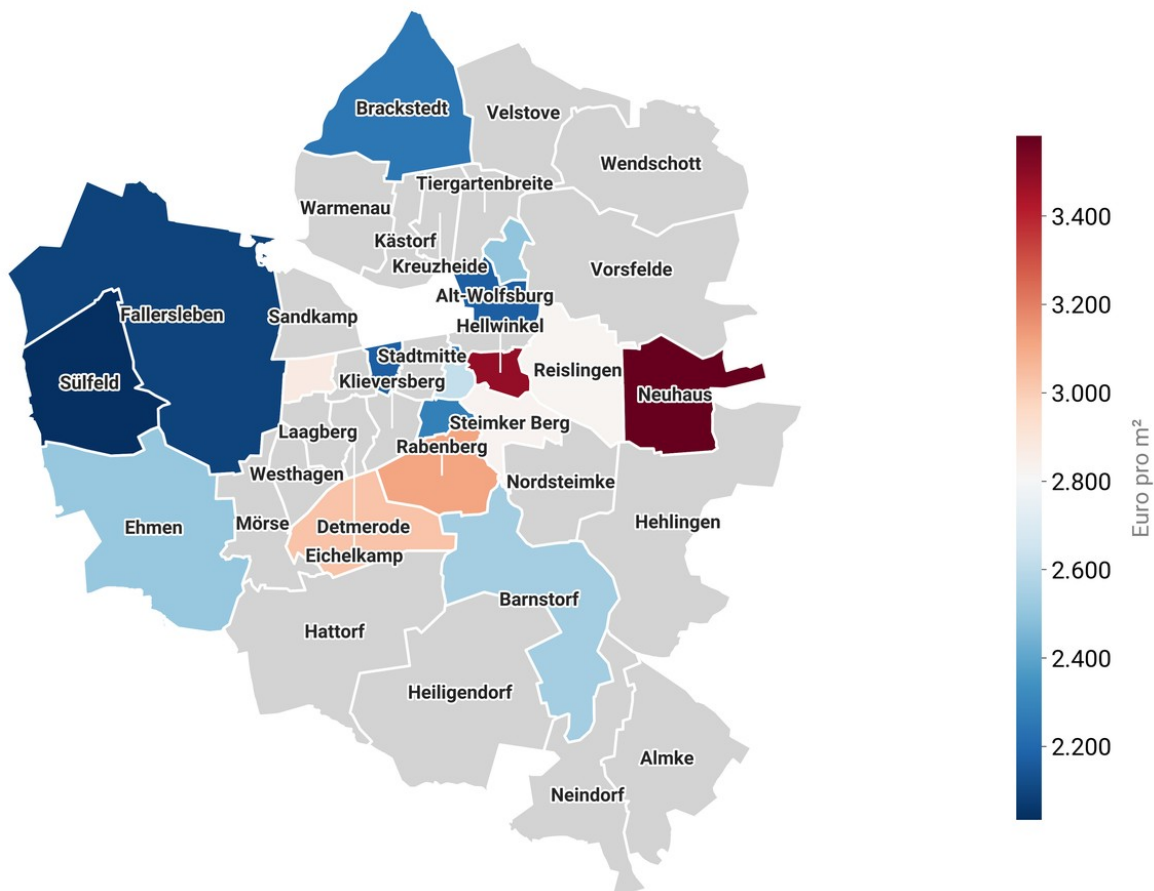 Brackstedt
Velstove
Wendschott
Tiergartenbreite
Warmenau
Kästorf
Kreuzheide
Vorsfelde
Alt-Wolfsburg
Fallersleben
Sandkamp
Hellwinkel
Stadtmitte
Reislingen
Sülfeld
Klieversberg
Neuhaus
Steimker Berg
Laagberg
Rabenberg
Westhagen
Nordsteimke
Ehmen
Mörse
Detmerode
Hehlingen
Eichelkamp
Barnstorf
Hattorf
Heiligendorf
Almke
Neindorf
3.400
3.200
3.000
2.800
2.600
2.400
2.200
Euro pro m²